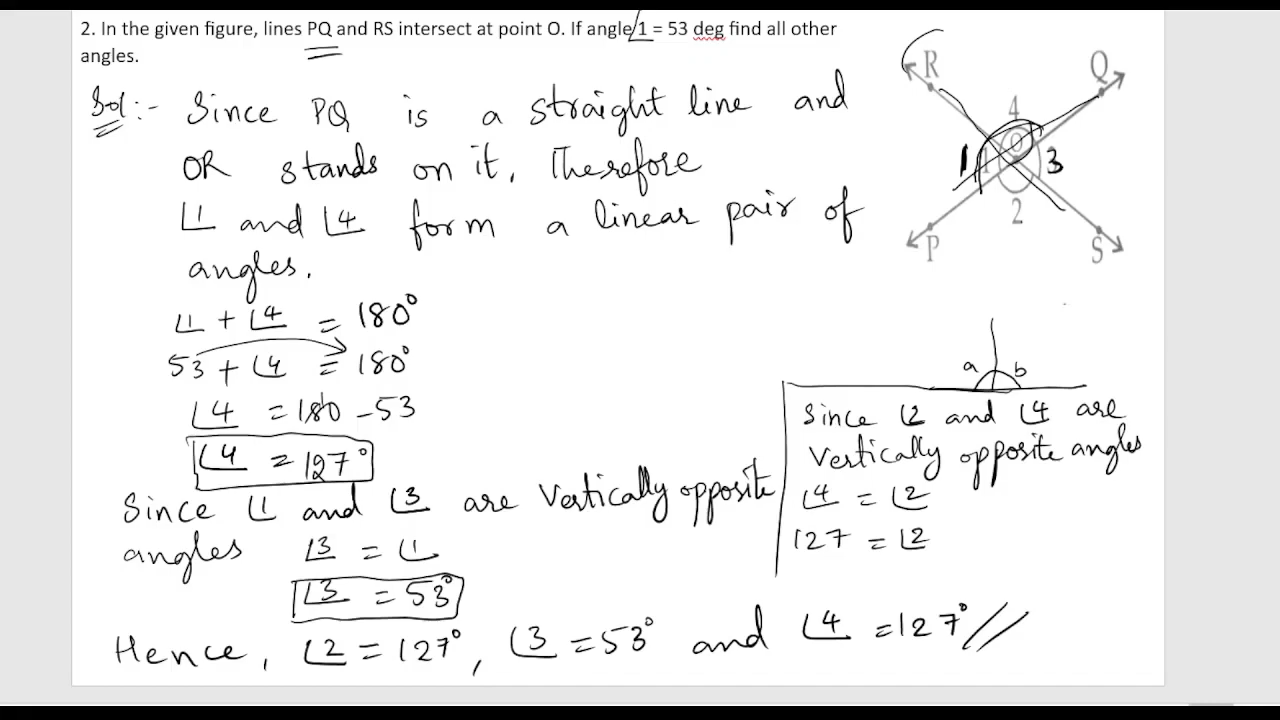 2. In the given figure, lines PQ and RS intersect at point O. If angle 1 = 53 deg find all other
angles.
Sol:- Since PQ is a straight line and
OR stands on it. Therefore
∠1 and ∠4 form a linear pair of
angles.
∠1 + ∠4 = 180°
53 + ∠4 = 180°
∠4 = 180 - 53
∠4 = 127°
Since ∠1 and ∠3 are vertically opposite
angles ∠3 = ∠1
∠3 = 53°
Hence, ∠2 = 127°, ∠3 = 53° and ∠4 = 127°
R
Q
4
O
1
1
3
2
P
S
a b
Since ∠2 and ∠4 are
Vertically opposite angles
∠4 = ∠2
127 = ∠2